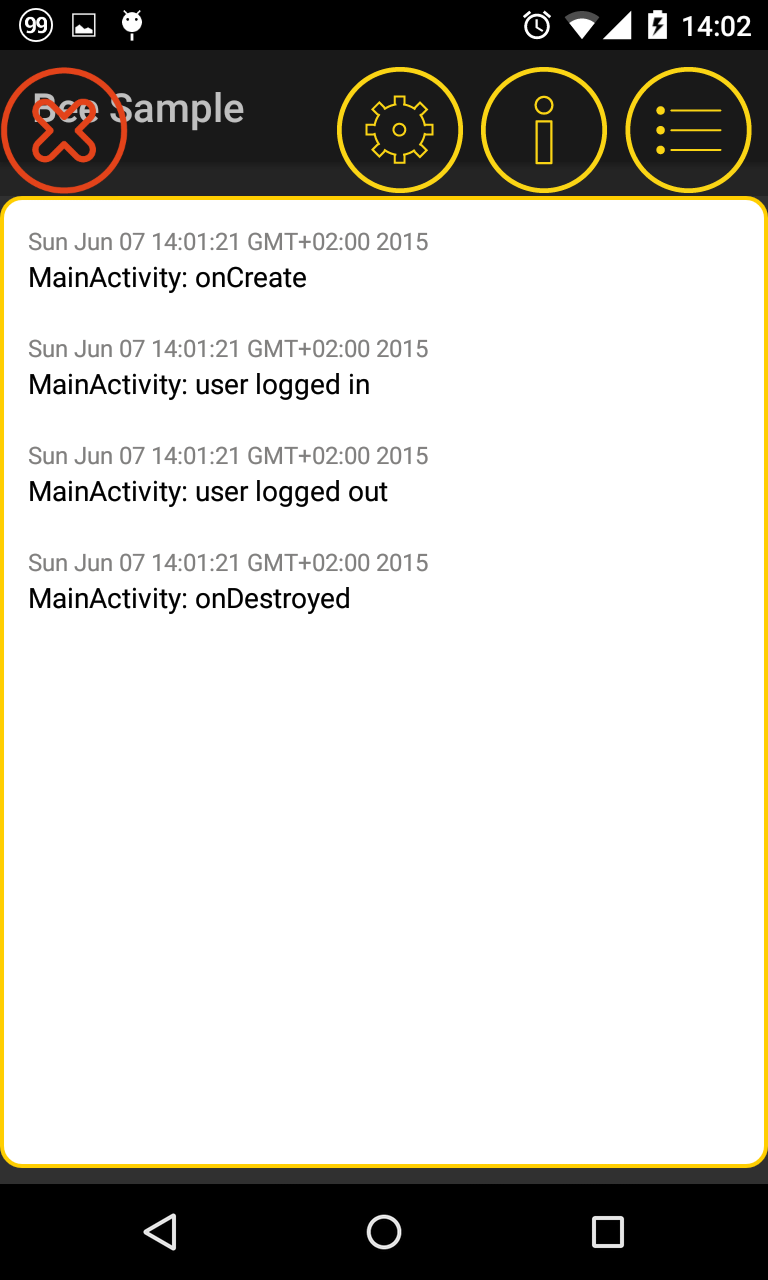 99
14:02
Bee Sample
Sun Jun 07 14:01:21 GMT+02:00 2015
MainActivity: onCreate
Sun Jun 07 14:01:21 GMT+02:00 2015
MainActivity: user logged in
Sun Jun 07 14:01:21 GMT+02:00 2015
MainActivity: user logged out
Sun Jun 07 14:01:21 GMT+02:00 2015
MainActivity: onDestroyed